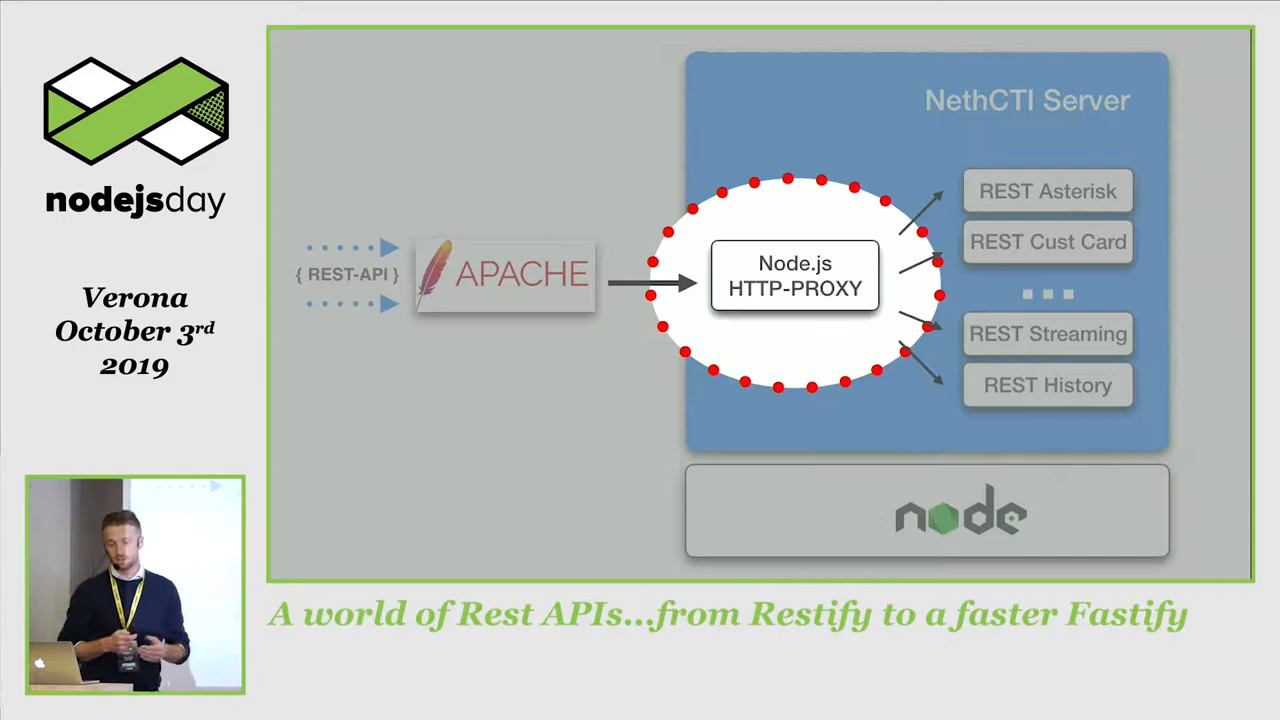 nodejsday
Verona
October 3rd
2019
{ REST-API }
APACHE
NethCTI Server
Node.js
HTTP-PROXY
REST Asterisk
REST Cust Card
REST Streaming
REST History
node
A world of Rest APIs...from Restify to a faster Fastify